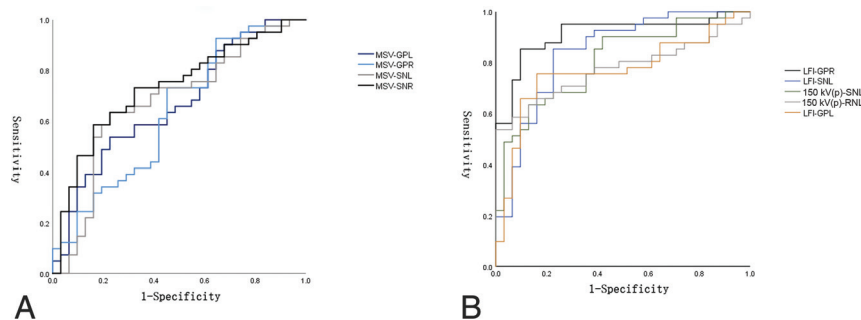 1.0
0.8
0.6
0.4
0.2
0.0
Sensitivity
0.0 0.2 0.4 0.6 0.8 1.0
1-Specificity
MSV-GPL
MSV-GPR
MSV-SNL
MSV-SNR
A
1.0
0.8
0.6
0.4
0.2
0.0
Sensitivity
0.0 0.2 0.4 0.6 0.8 1.0
1-Specificity
LFI-GPR
LFI-SNL
150 kV(p)-SNL
150 kV(p)-RNL
LFI-GPL
B